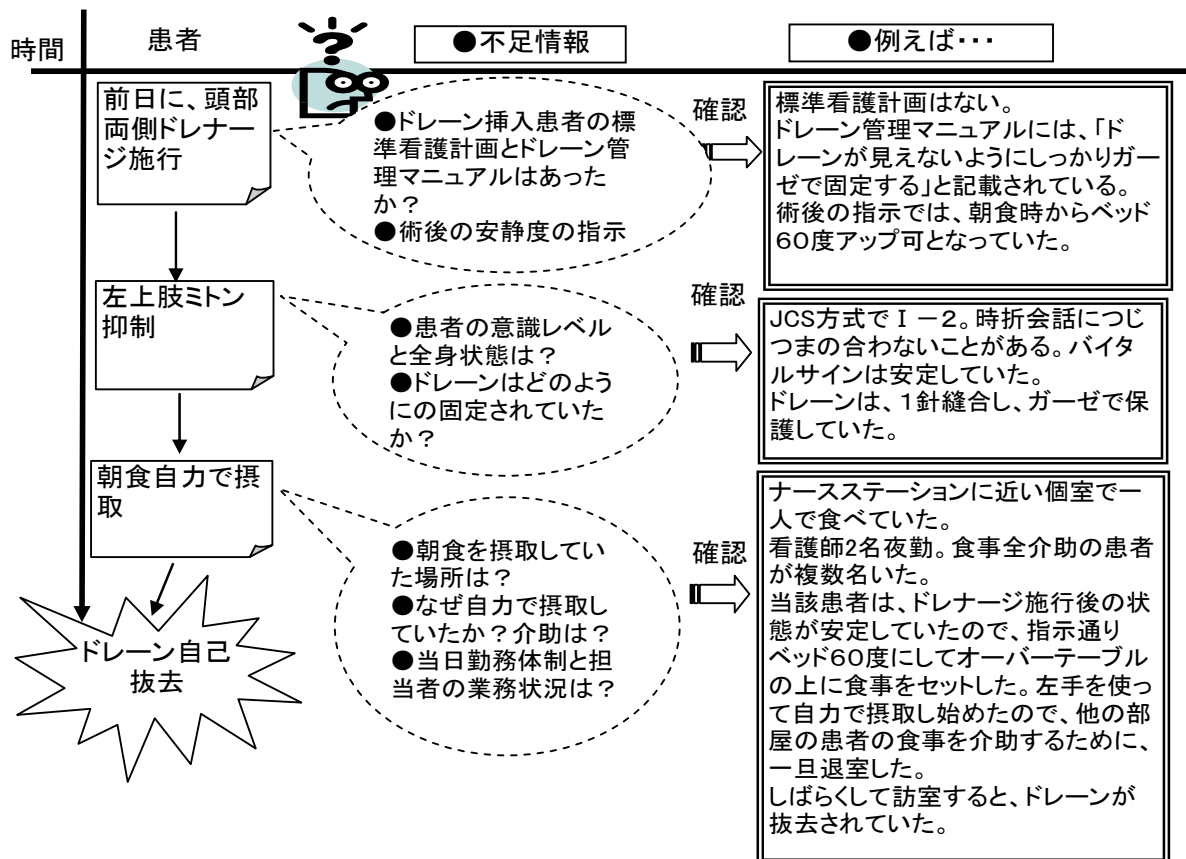 時間
患者
?
●不足情報
●例えば・・・
前日に、頭部
両側ドレナー
ジ施行
●ドレーン挿入患者の標
準看護計画とドレーン管
理マニュアルはあった
か?
●術後の安静度の指示
確認
標準看護計画はない。
ドレーン管理マニュアルには、「ド
レーンが見えないようにしっかりガー
ゼで固定する」と記載されている。
術後の指示では、朝食時からベッド
60度アップ可となっていた。
左上肢ミトン
抑制
●患者の意識レベル
と全身状態は?
●ドレーンはどのよう
にの固定されていた
か?
確認
JCS方式でⅠ-2。時折会話につじ
つまの合わないことがある。バイタ
ルサインは安定していた。
ドレーンは、1針縫合し、ガーゼで保
護していた。
朝食自力で摂
取
●朝食を摂取してい
た場所は?
●なぜ自力で摂取し
ていたか?介助は?
●当日勤務体制と担
当者の業務状況は?
確認
ナースステーションに近い個室で一
人で食べていた。
看護師2名夜勤。食事全介助の患者
が複数名いた。
当該患者は、ドレナージ施行後の状
態が安定していたので、指示通り
ベッド60度にしてオーバーテーブル
の上に食事をセットした。左手を使っ
て自力で摂取し始めたので、他の部
屋の患者の食事を介助するために、
一旦退室した。
しばらくして訪室すると、ドレーンが
抜去されていた。
ドレーン自己
抜去